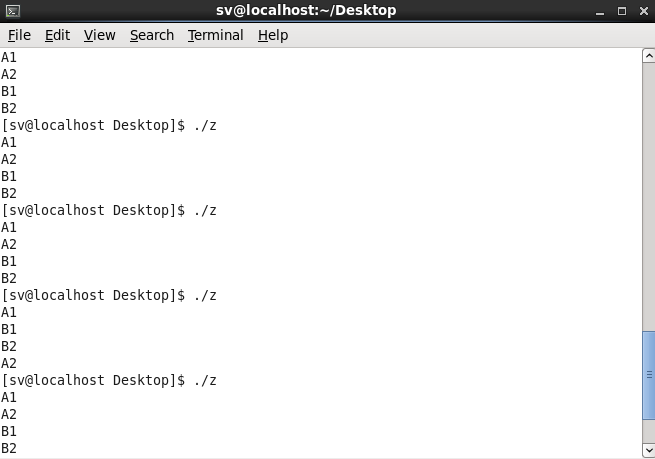 sv@localhost:~/Desktop
File Edit View Search Terminal Help
A1
A2
B1
B2
[sv@localhost Desktop]$ ./z
A1
A2
B1
B2
[sv@localhost Desktop]$ ./z
A1
A2
B1
B2
[sv@localhost Desktop]$ ./z
A1
B1
B2
A2
[sv@localhost Desktop]$ ./z
A1
A2
B1
B2